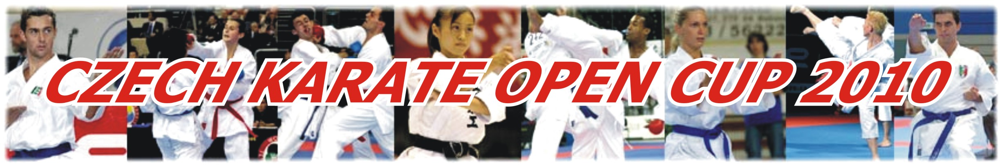 CZECH KARATE OPEN CUP 2010